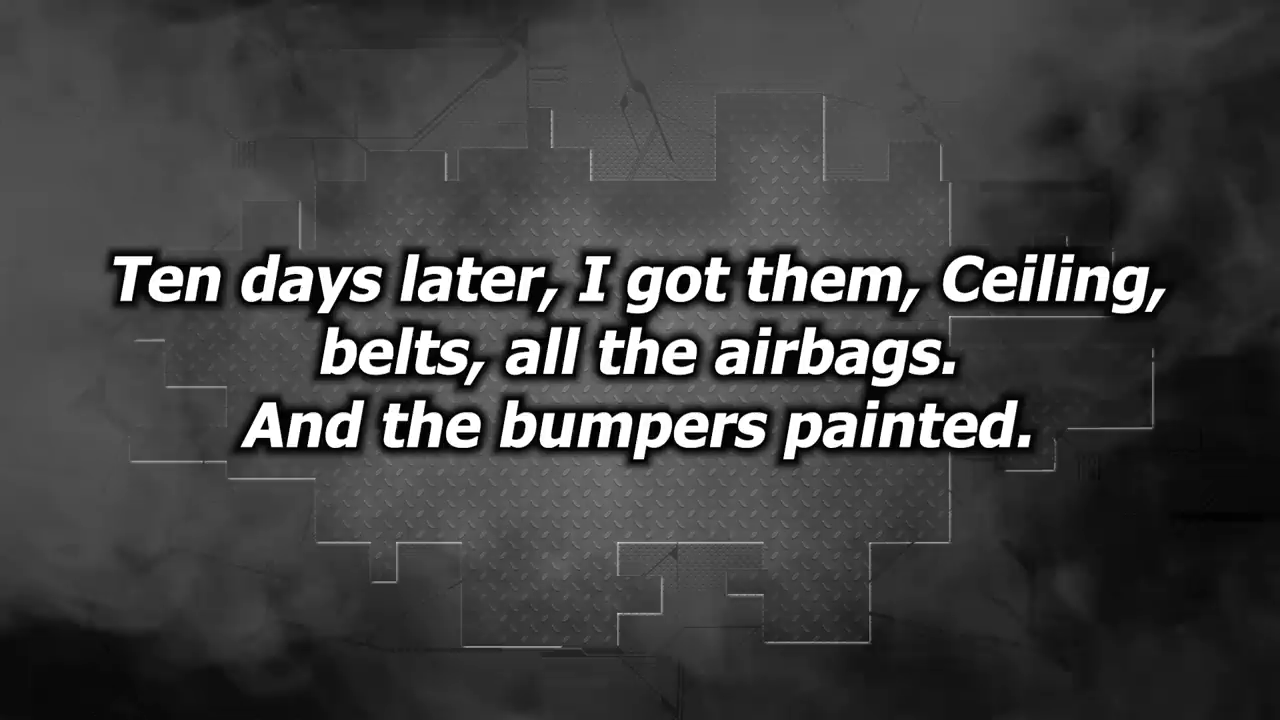 Ten days later, I got them, Ceiling,
belts, all the airbags.
And the bumpers painted.